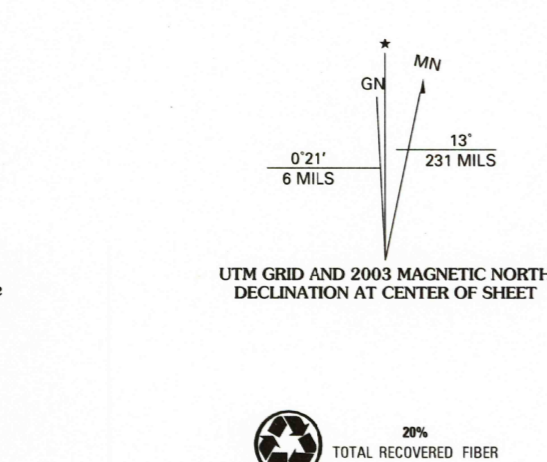 ★
MN
GN
13°
231 MILS
0°21'
6 MILS
UTM GRID AND 2003 MAGNETIC NORTH
DECLINATION AT CENTER OF SHEET
20%
TOTAL RECOVERED FIBER